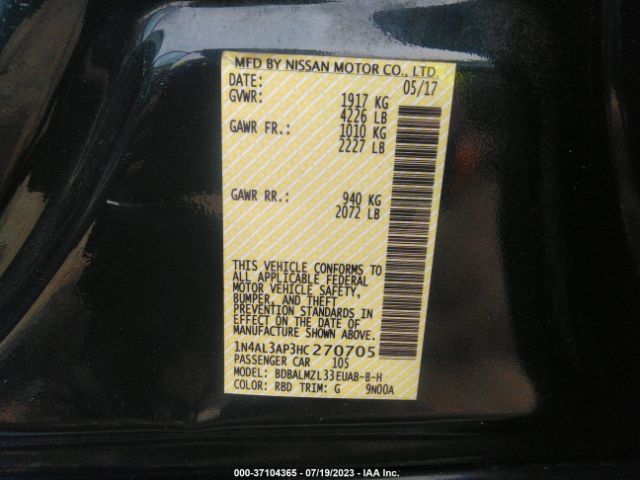 MFD BY NISSAN MOTOR CO., LTD.
DATE: 05/17
GVWR: 1917 KG
4226 LB
GAWR FR.: 1010 KG
2227 LB
GAWR RR.: 940 KG
2072 LB
THIS VEHICLE CONFORMS TO
ALL APPLICABLE FEDERAL
MOTOR VEHICLE SAFETY,
BUMPER, AND THEFT
PREVENTION STANDARDS IN
EFFECT ON THE DATE OF
MANUFACTURE SHOWN ABOVE.
1N4AL3AP3HC270705
PASSENGER CAR 105
MODEL: BDBALMZL33EUAB-B-H
COLOR: RBD TRIM: G 9N00A
000-37104365 - 07/19/2023 - IAA Inc.